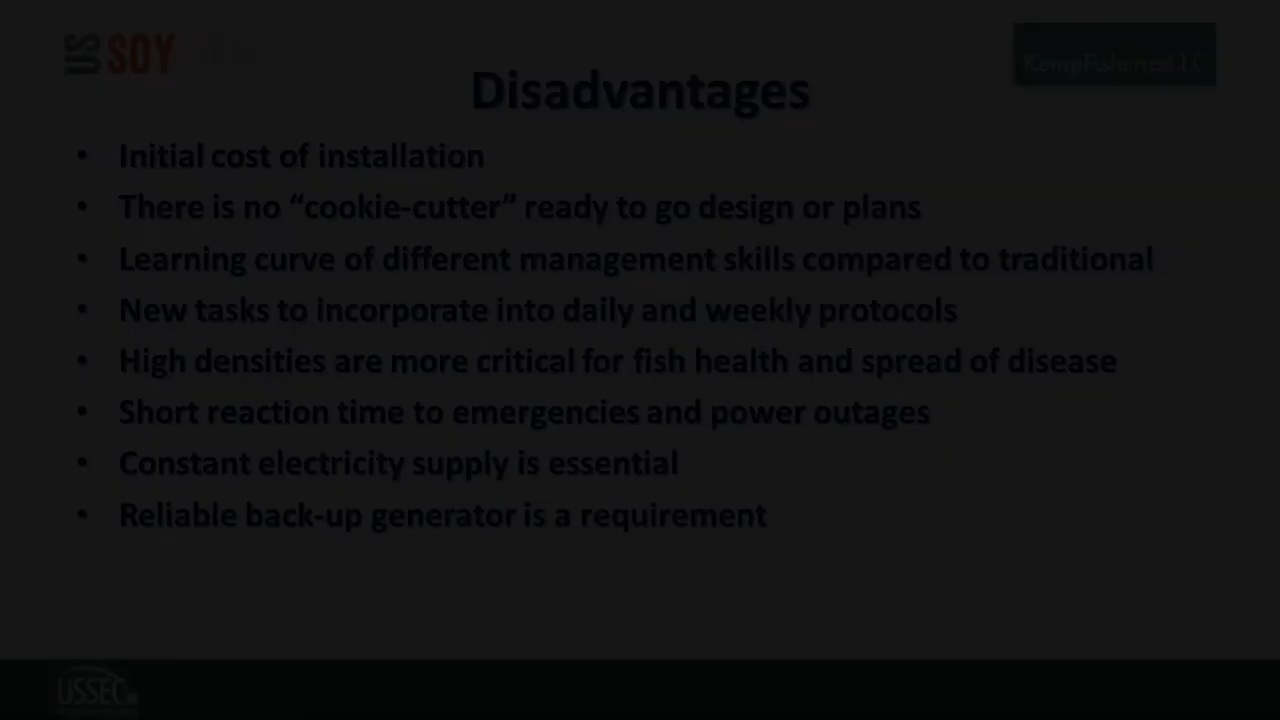 US SOY
KempFisheriesLLC
Disadvantages
• Initial cost of installation
• There is no “cookie-cutter” ready to go design or plans
• Learning curve of different management skills compared to traditional
• New tasks to incorporate into daily and weekly protocols
• High densities are more critical for fish health and spread of disease
• Short reaction time to emergencies and power outages
• Constant electricity supply is essential
• Reliable back-up generator is a requirement
USSEC